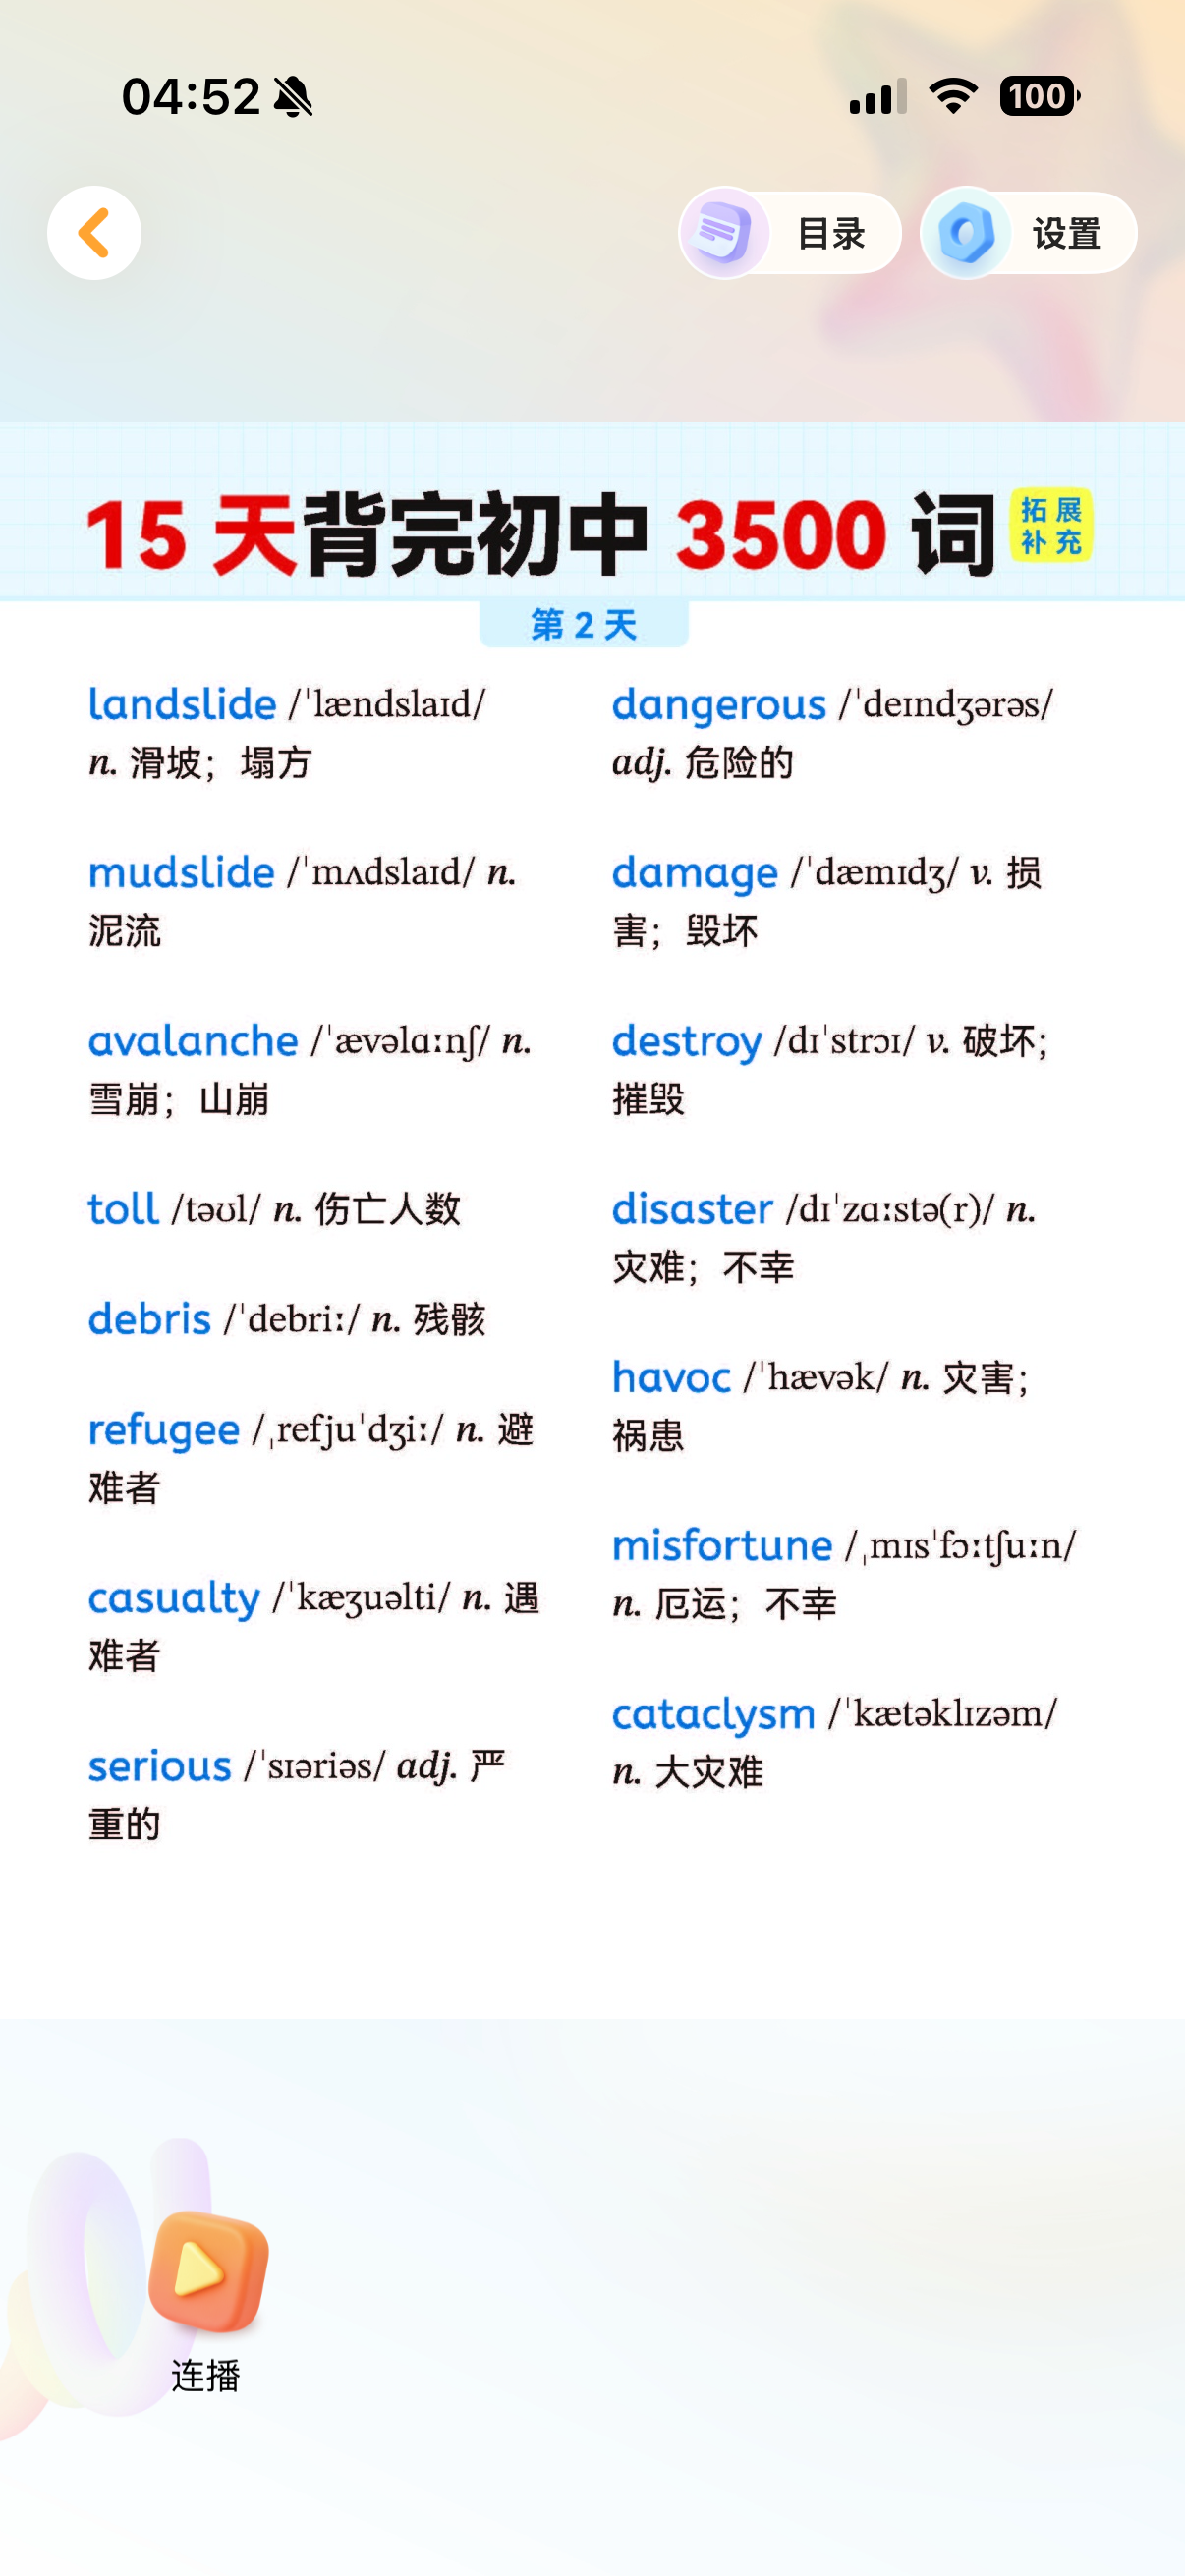 04:52
100
目录
设置
15 天背完初中 3500 词
拓展
补充
第 2 天
landslide /ˈlændslaɪd/
n. 滑坡；塌方
mudslide /ˈmʌdslaɪd/ n.
泥流
avalanche /ˈævəlɑːnʃ/ n.
雪崩；山崩
toll /təʊl/ n. 伤亡人数
debris /ˈdebriː/ n. 残骸
refugee /ˌrefjuˈdʒiː/ n. 避
难者
casualty /ˈkæʒuəlti/ n. 遇
难者
serious /ˈsɪəriəs/ adj. 严
重的
dangerous /ˈdeɪndʒərəs/
adj. 危险的
damage /ˈdæmɪdʒ/ v. 损
害；毁坏
destroy /dɪˈstrɔɪ/ v. 破坏；
摧毁
disaster /dɪˈzɑːstə(r)/ n.
灾难；不幸
havoc /ˈhævək/ n. 灾害；
祸患
misfortune /ˌmɪsˈfɔːtʃuːn/
n. 厄运；不幸
cataclysm /ˈkætəklɪzəm/
n. 大灾难
连播